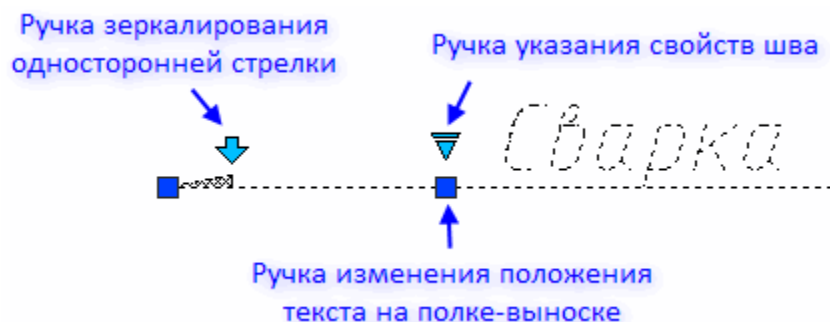 Ручка зеркалирования
односторонней стрелки
Ручка указания свойств шва
Сварка
Ручка изменения положения
текста на полке-выноске